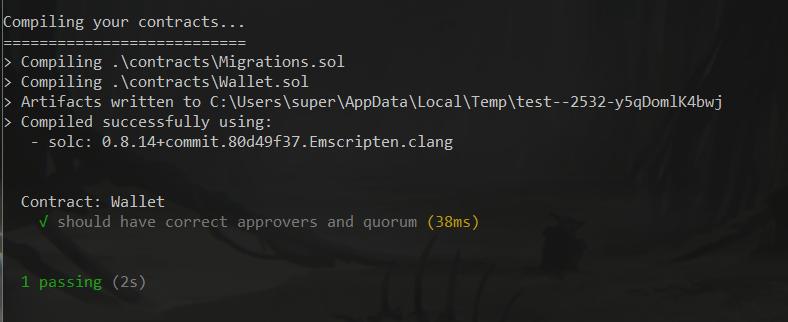 Compiling your contracts...
===========================
> Compiling .\contracts\Migrations.sol
> Compiling .\contracts\Wallet.sol
> Artifacts written to C:\Users\super\AppData\Local\Temp\test--2532-y5qDomlK4bwj
> Compiled successfully using:
- solc: 0.8.14+commit.80d49f37.Emscripten.clang
Contract: Wallet
√ should have correct approvers and quorum (38ms)
1 passing (2s)